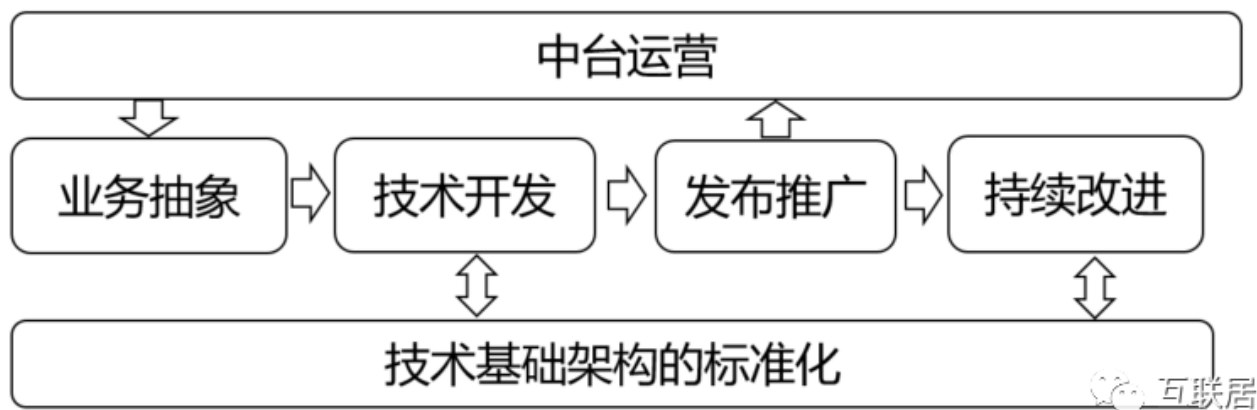 中台运营
业务抽象
技术开发
发布推广
持续改进
技术基础架构的标准化
互联居